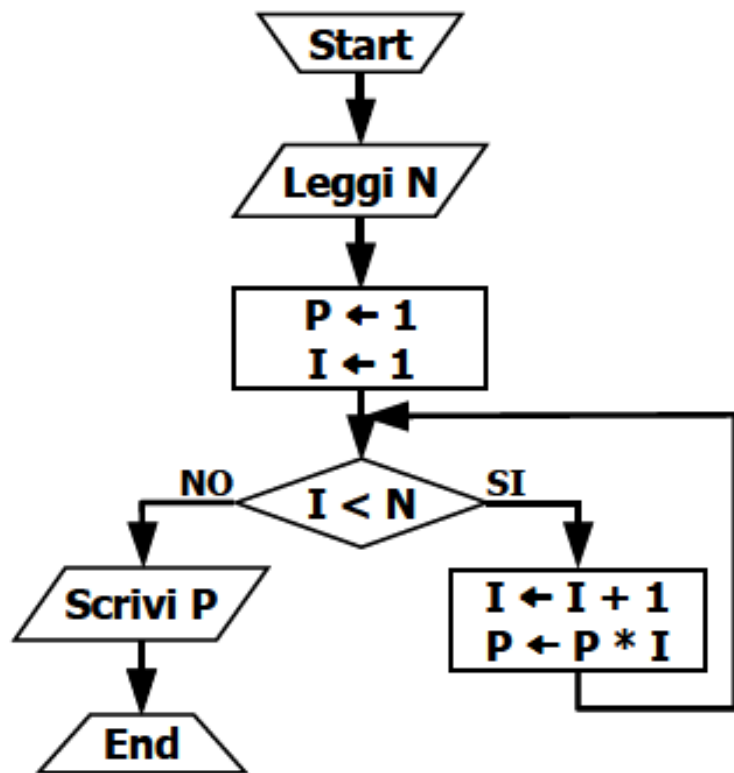 Start
Leggi N
P ← 1
I ← 1
NO
I < N
SI
Scrivi P
I ← I + 1
P ← P * I
End